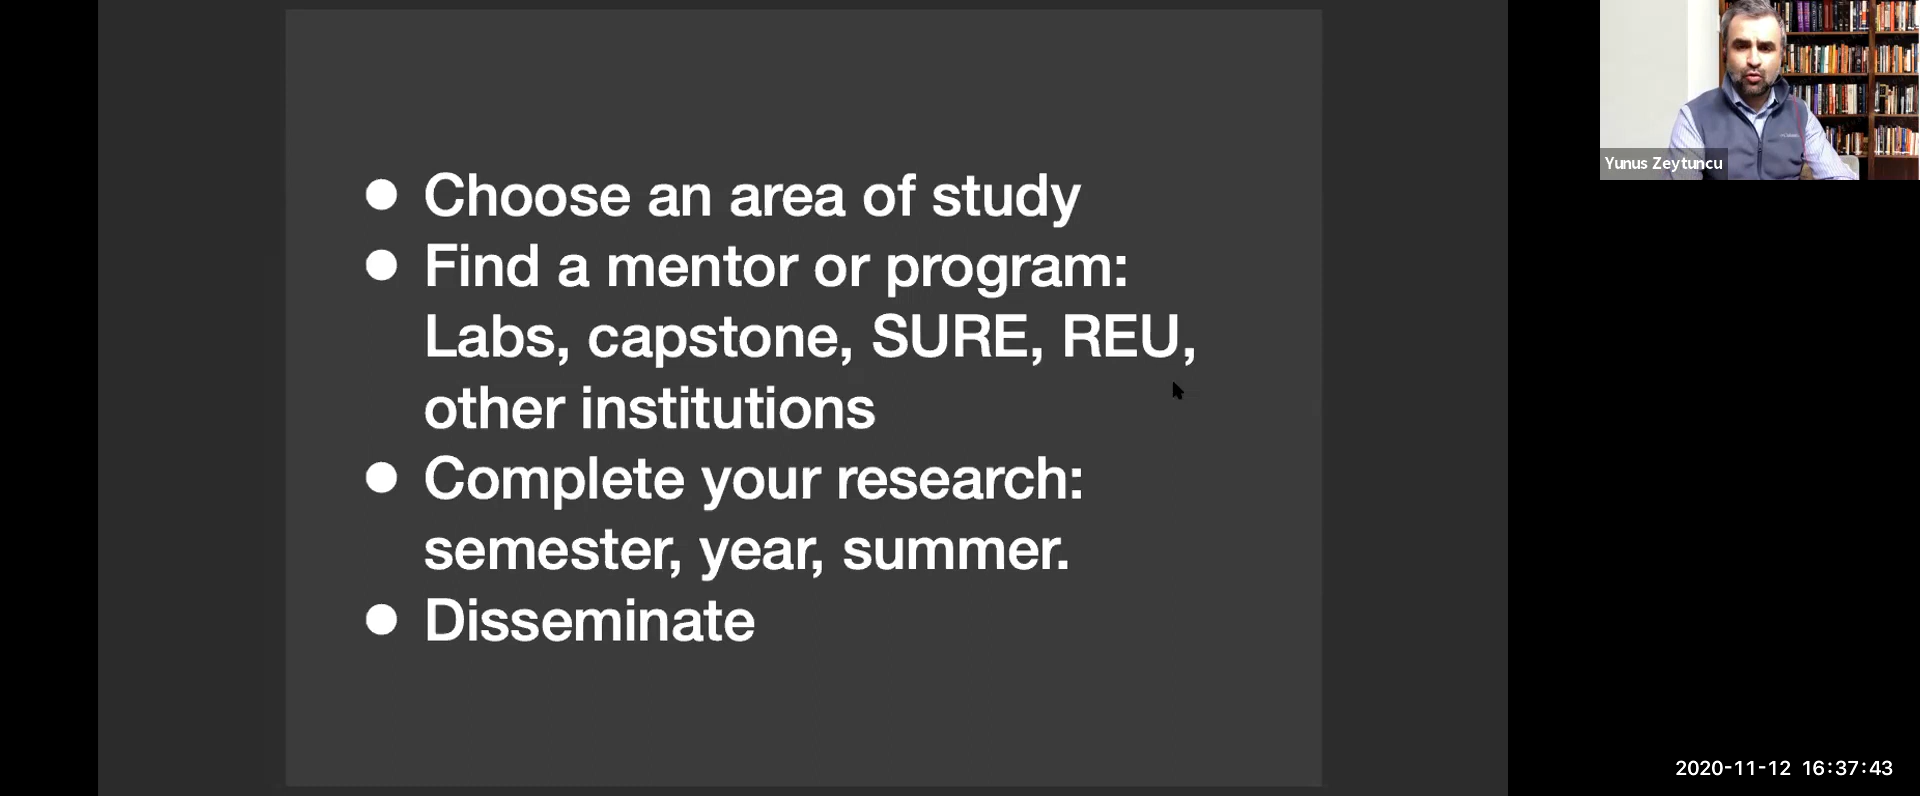 ● Choose an area of study
● Find a mentor or program:
Labs, capstone, SURE, REU,
other institutions
● Complete your research:
semester, year, summer.
● Disseminate
Yunus Zeytuncu
2020-11-12 16:37:43